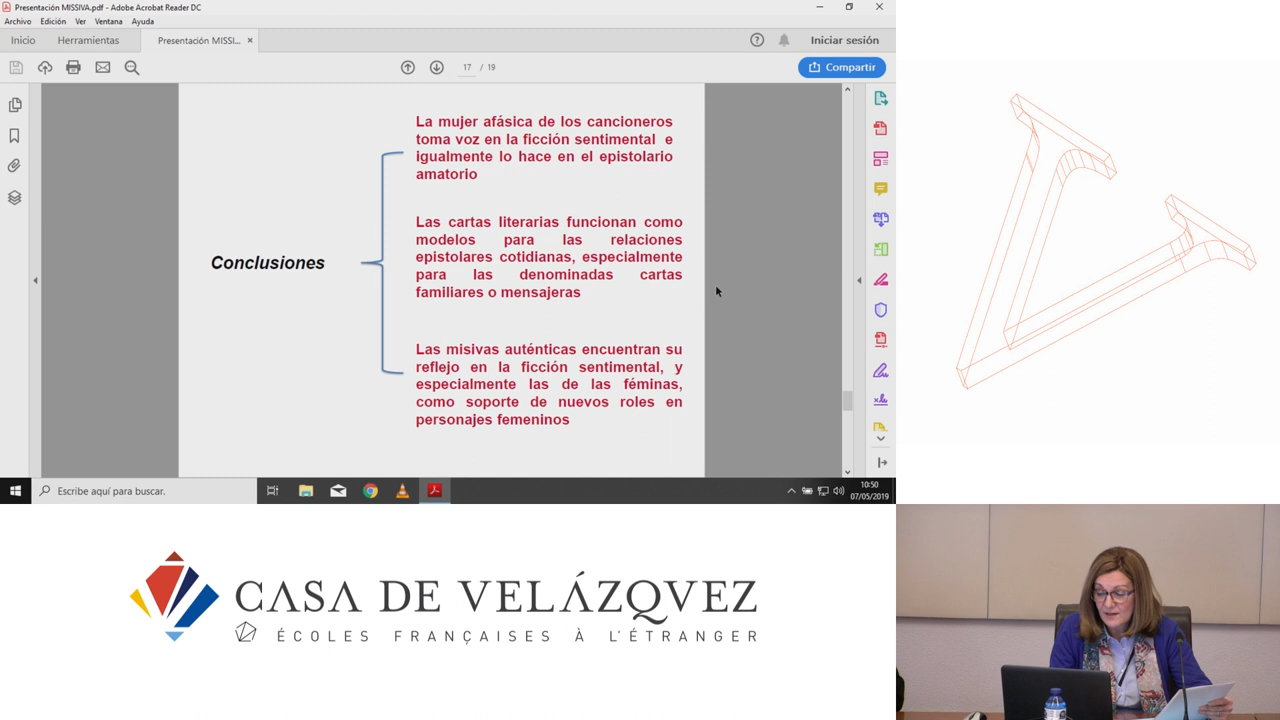 Presentación MISSIVA.pdf - Adobe Acrobat Reader DC
Archivo Edición Ver Ventana Ayuda
Inicio Herramientas Presentación MISSI... × Iniciar sesión
17 / 19 Compartir
La mujer afásica de los cancioneros
toma voz en la ficción sentimental e
igualmente lo hace en el epistolario
amatorio
Las cartas literarias funcionan como
modelos para las relaciones
epistolares cotidianas, especialmente
para las denominadas cartas
familiares o mensajeras
Conclusiones
Las misivas auténticas encuentran su
reflejo en la ficción sentimental, y
especialmente las de las féminas,
como soporte de nuevos roles en
personajes femeninos
Escribe aquí para buscar.
10:50
07/05/2019
CASA DE VELÁZQVEZ
ÉCOLES FRANÇAISES À L'ÉTRANGER